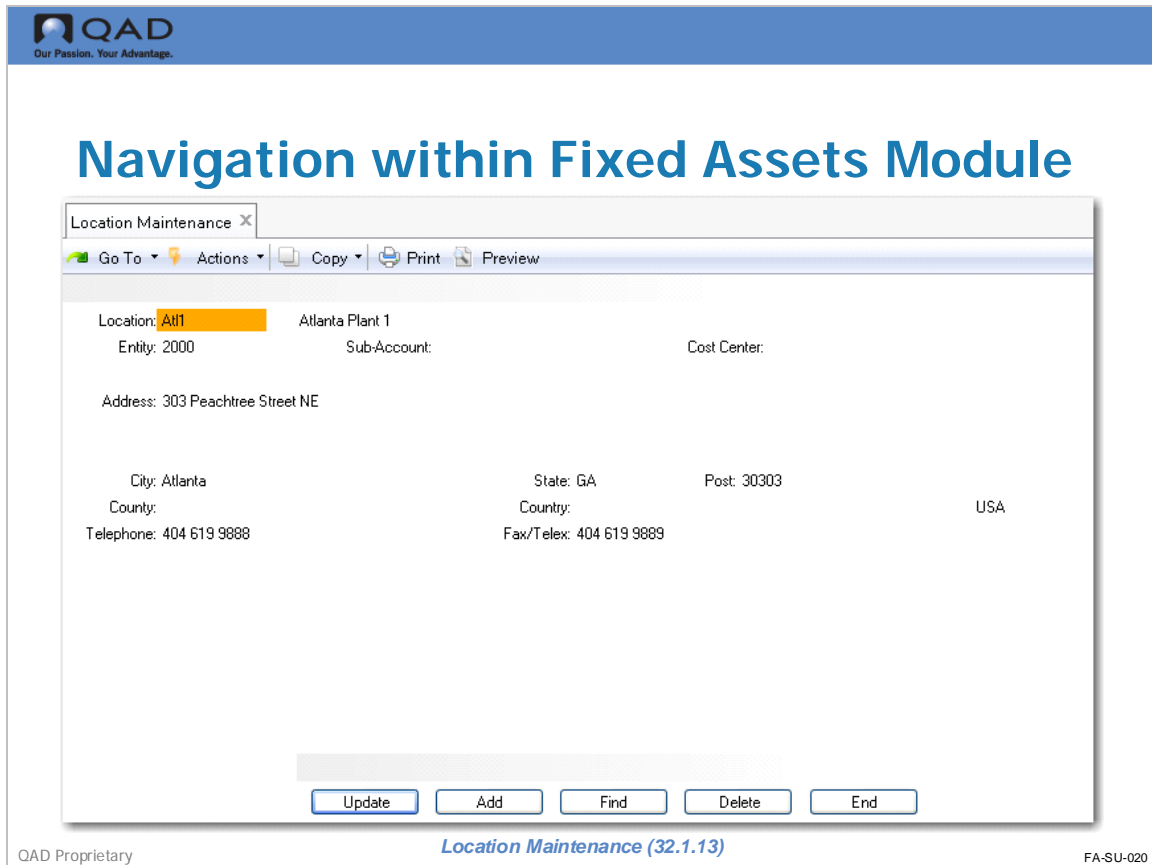 QAD
Our Passion. Your Advantage.
Navigation within Fixed Assets Module
Location Maintenance X
Go To Actions Copy Print Preview
Location: Atl1 Atlanta Plant 1
Entity: 2000 Sub-Account: Cost Center:
Address: 303 Peachtree Street NE
City: Atlanta State: GA Post: 30303
County: Country: USA
Telephone: 404 619 9888 Fax/Telex: 404 619 9889
Update Add Find Delete End
Location Maintenance (32.1.13)
QAD Proprietary FA-SU-020